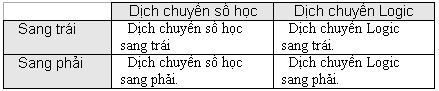 Dịch chuyển số học Dịch chuyển Logic
Sang trái Dịch chuyển số học Dịch chuyển Logic
sang trái sang trái.
Sang phải Dịch chuyển số học Dịch chuyển Logic
sang phải. sang phải.